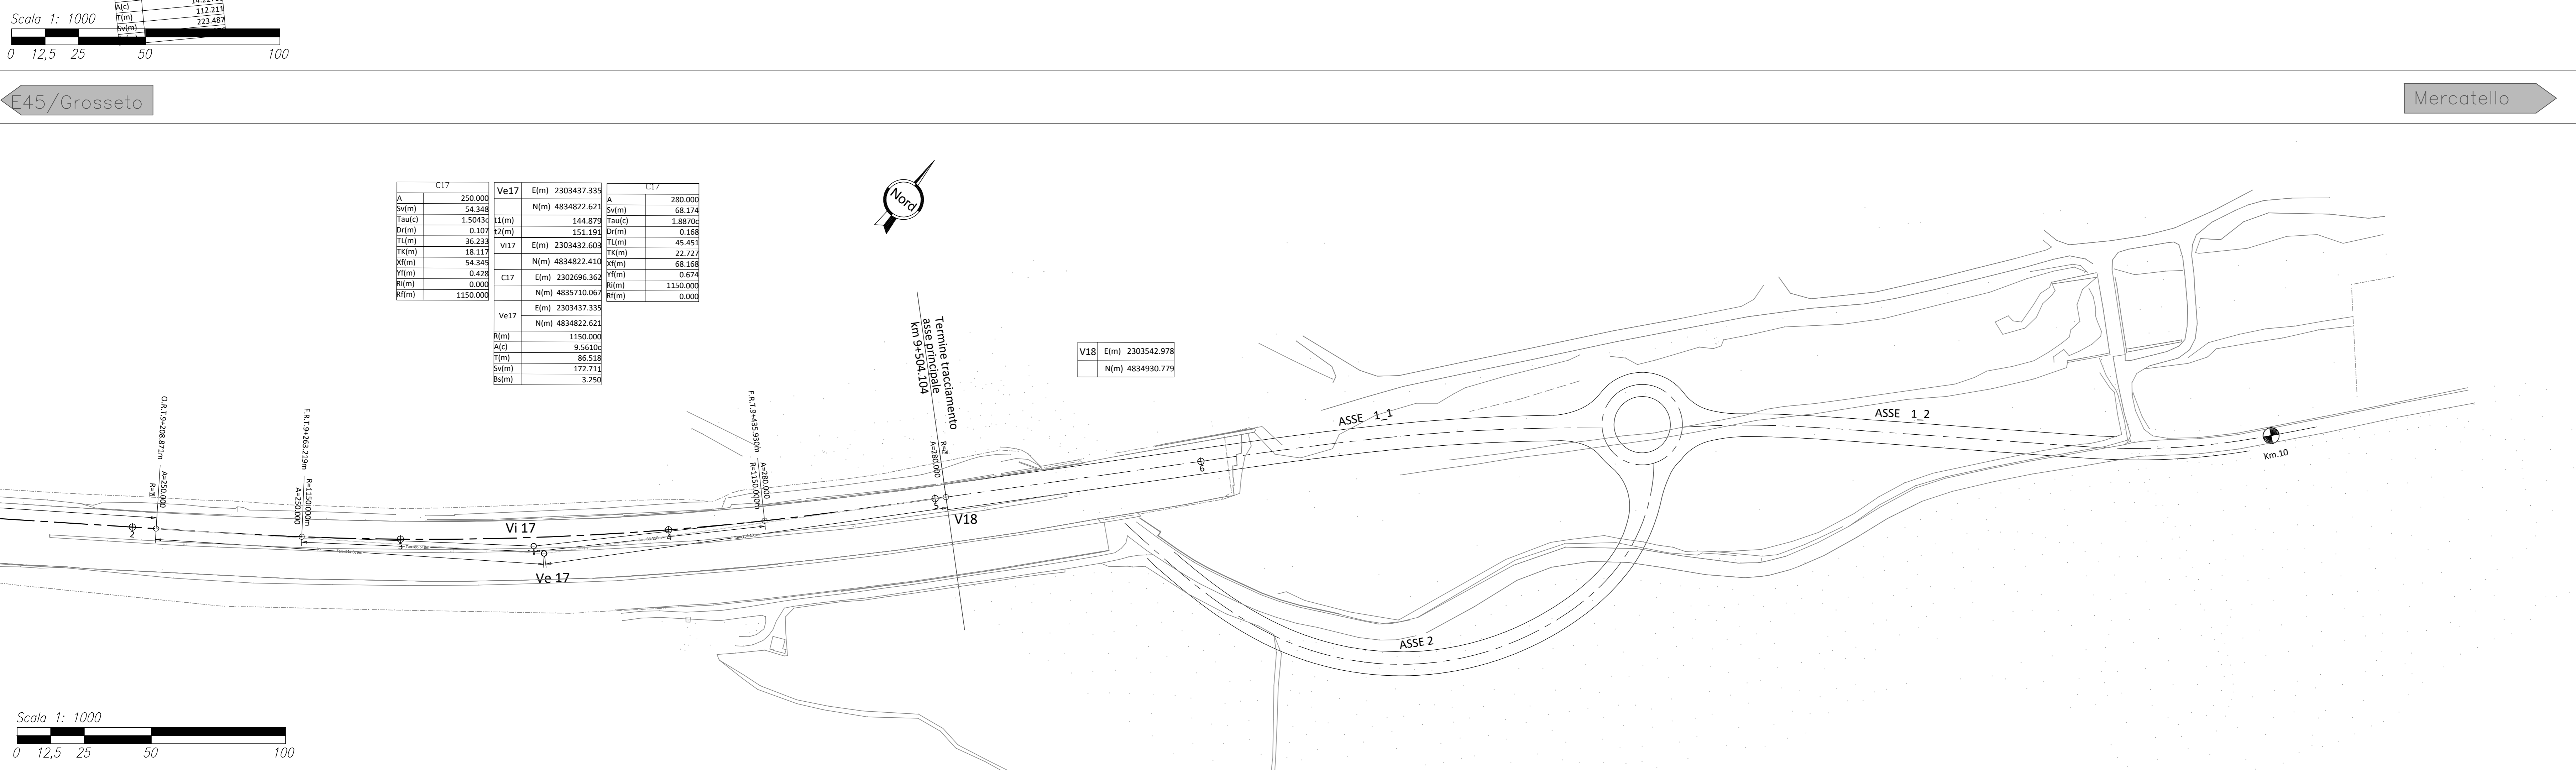 A(c)
T(m) 112.211
Sv(m) 223.487
Scala 1: 1000
0 12,5 25 50 100
E45/Grosseto
Mercatello
Nord
C17
A 250.000
Sv(m) 54.348
Tau(c) 1.5043c
Dr(m) 0.107
TL(m) 36.233
TK(m) 18.117
Xf(m) 54.345
Yf(m) 0.428
Ri(m) 0.000
Rf(m) 1150.000
Ve17 E(m) 2303437.335
N(m) 4834822.621
t1(m) 144.879
t2(m) 151.191
Vi17 E(m) 2303432.603
N(m) 4834822.410
C17 E(m) 2302696.362
N(m) 4835710.067
Ve17 E(m) 2303437.335
N(m) 4834822.621
R(m) 1150.000
A(c) 9.5610c
T(m) 86.518
Sv(m) 172.711
Bs(m) 3.250
C17
A 280.000
Sv(m) 68.174
Tau(c) 1.8870c
Dr(m) 0.168
TL(m) 45.451
TK(m) 22.727
Xf(m) 68.168
Yf(m) 0.674
Ri(m) 1150.000
Rf(m) 0.000
Termine tracciamento
asse principale
km 9+504.104
V18 E(m) 2303542.978
N(m) 4834930.779
O.R.T.9+208.871m
A=250.000
R=
F.R.T.9+263.219m
R=1150.000m
A=250.000
F.R.T.9+435.930m
A=280.000
R=1150.000m
R=
A=280.000
ASSE 1_1
ASSE 1_2
Km.10
2
3
Vi 17
4
5
V18
6
Ve 17
ASSE 2
Scala 1: 1000
0 12,5 25 50 100